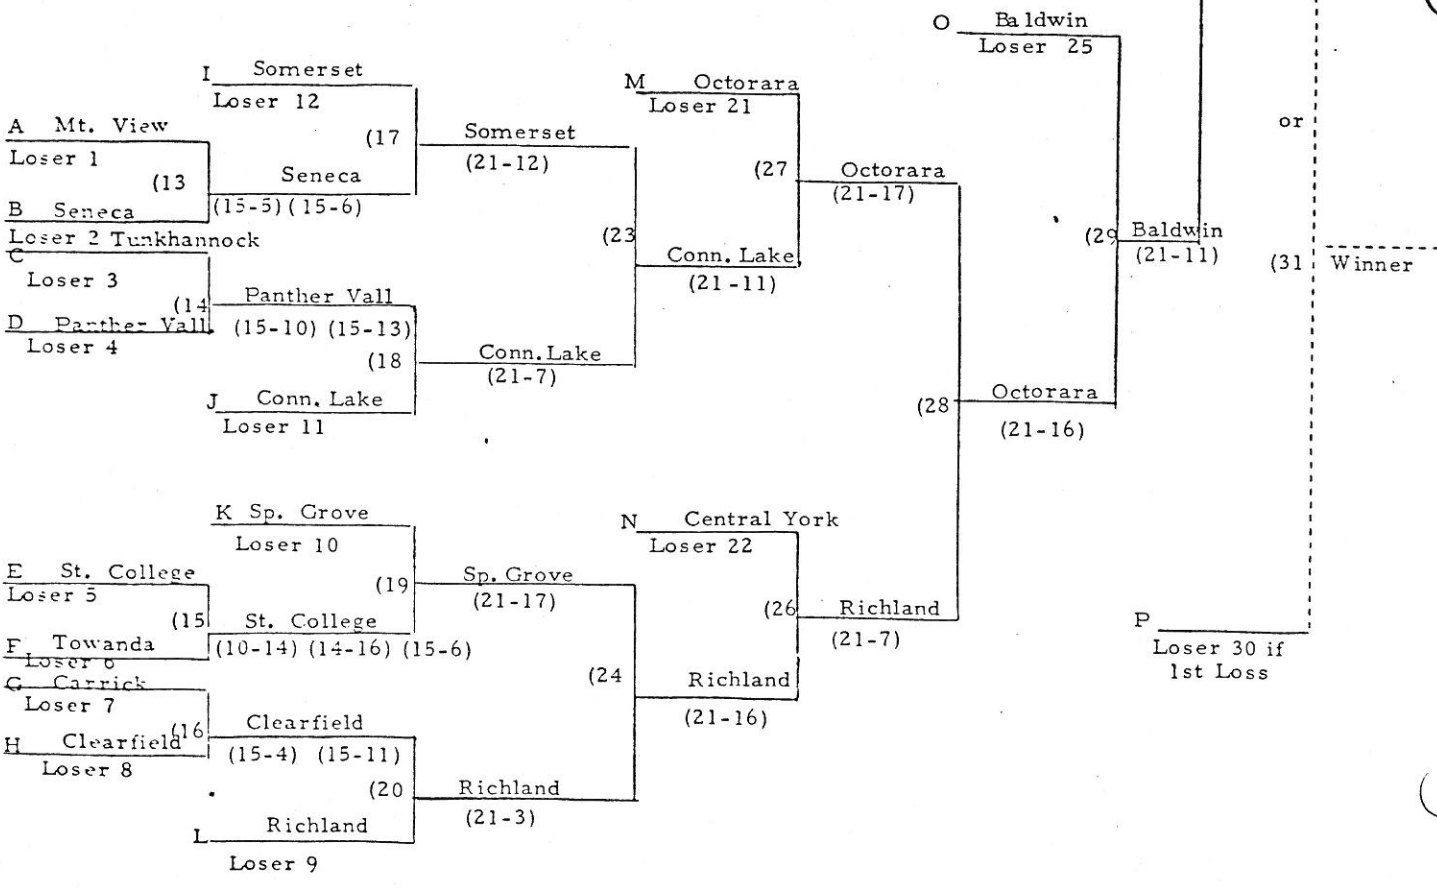 O Baldwin
Loser 25
I Somerset
Loser 12
M Octorara
Loser 21
A Mt. View
Loser 1
(17
Somerset
(21-12)
or
(13
Seneca
(15-5) (15-6)
(27
Octorara
(21-17)
B Seneca
Loser 2 Tunkhannock
C
Loser 3
(23
Conn. Lake
(21-11)
(29
Baldwin
(21-11)
(31
Winner
(14
Panther Vall
(15-10) (15-13)
D Panther Vall
Loser 4
(18
Conn. Lake
(21-7)
J Conn. Lake
Loser 11
(28
Octorara
(21-16)
K Sp. Grove
Loser 10
N Central York
Loser 22
E St. College
Loser 5
(19
Sp. Grove
(21-17)
(15
St. College
(10-14) (14-16) (15-6)
(26
Richland
(21-7)
P
Loser 30 if
1st Loss
F Towanda
Loser 6
G Carrick
Loser 7
(24
Richland
(21-16)
(16
Clearfield
(15-4) (15-11)
H Clearfield
Loser 8
(20
Richland
(21-3)
L Richland
Loser 9